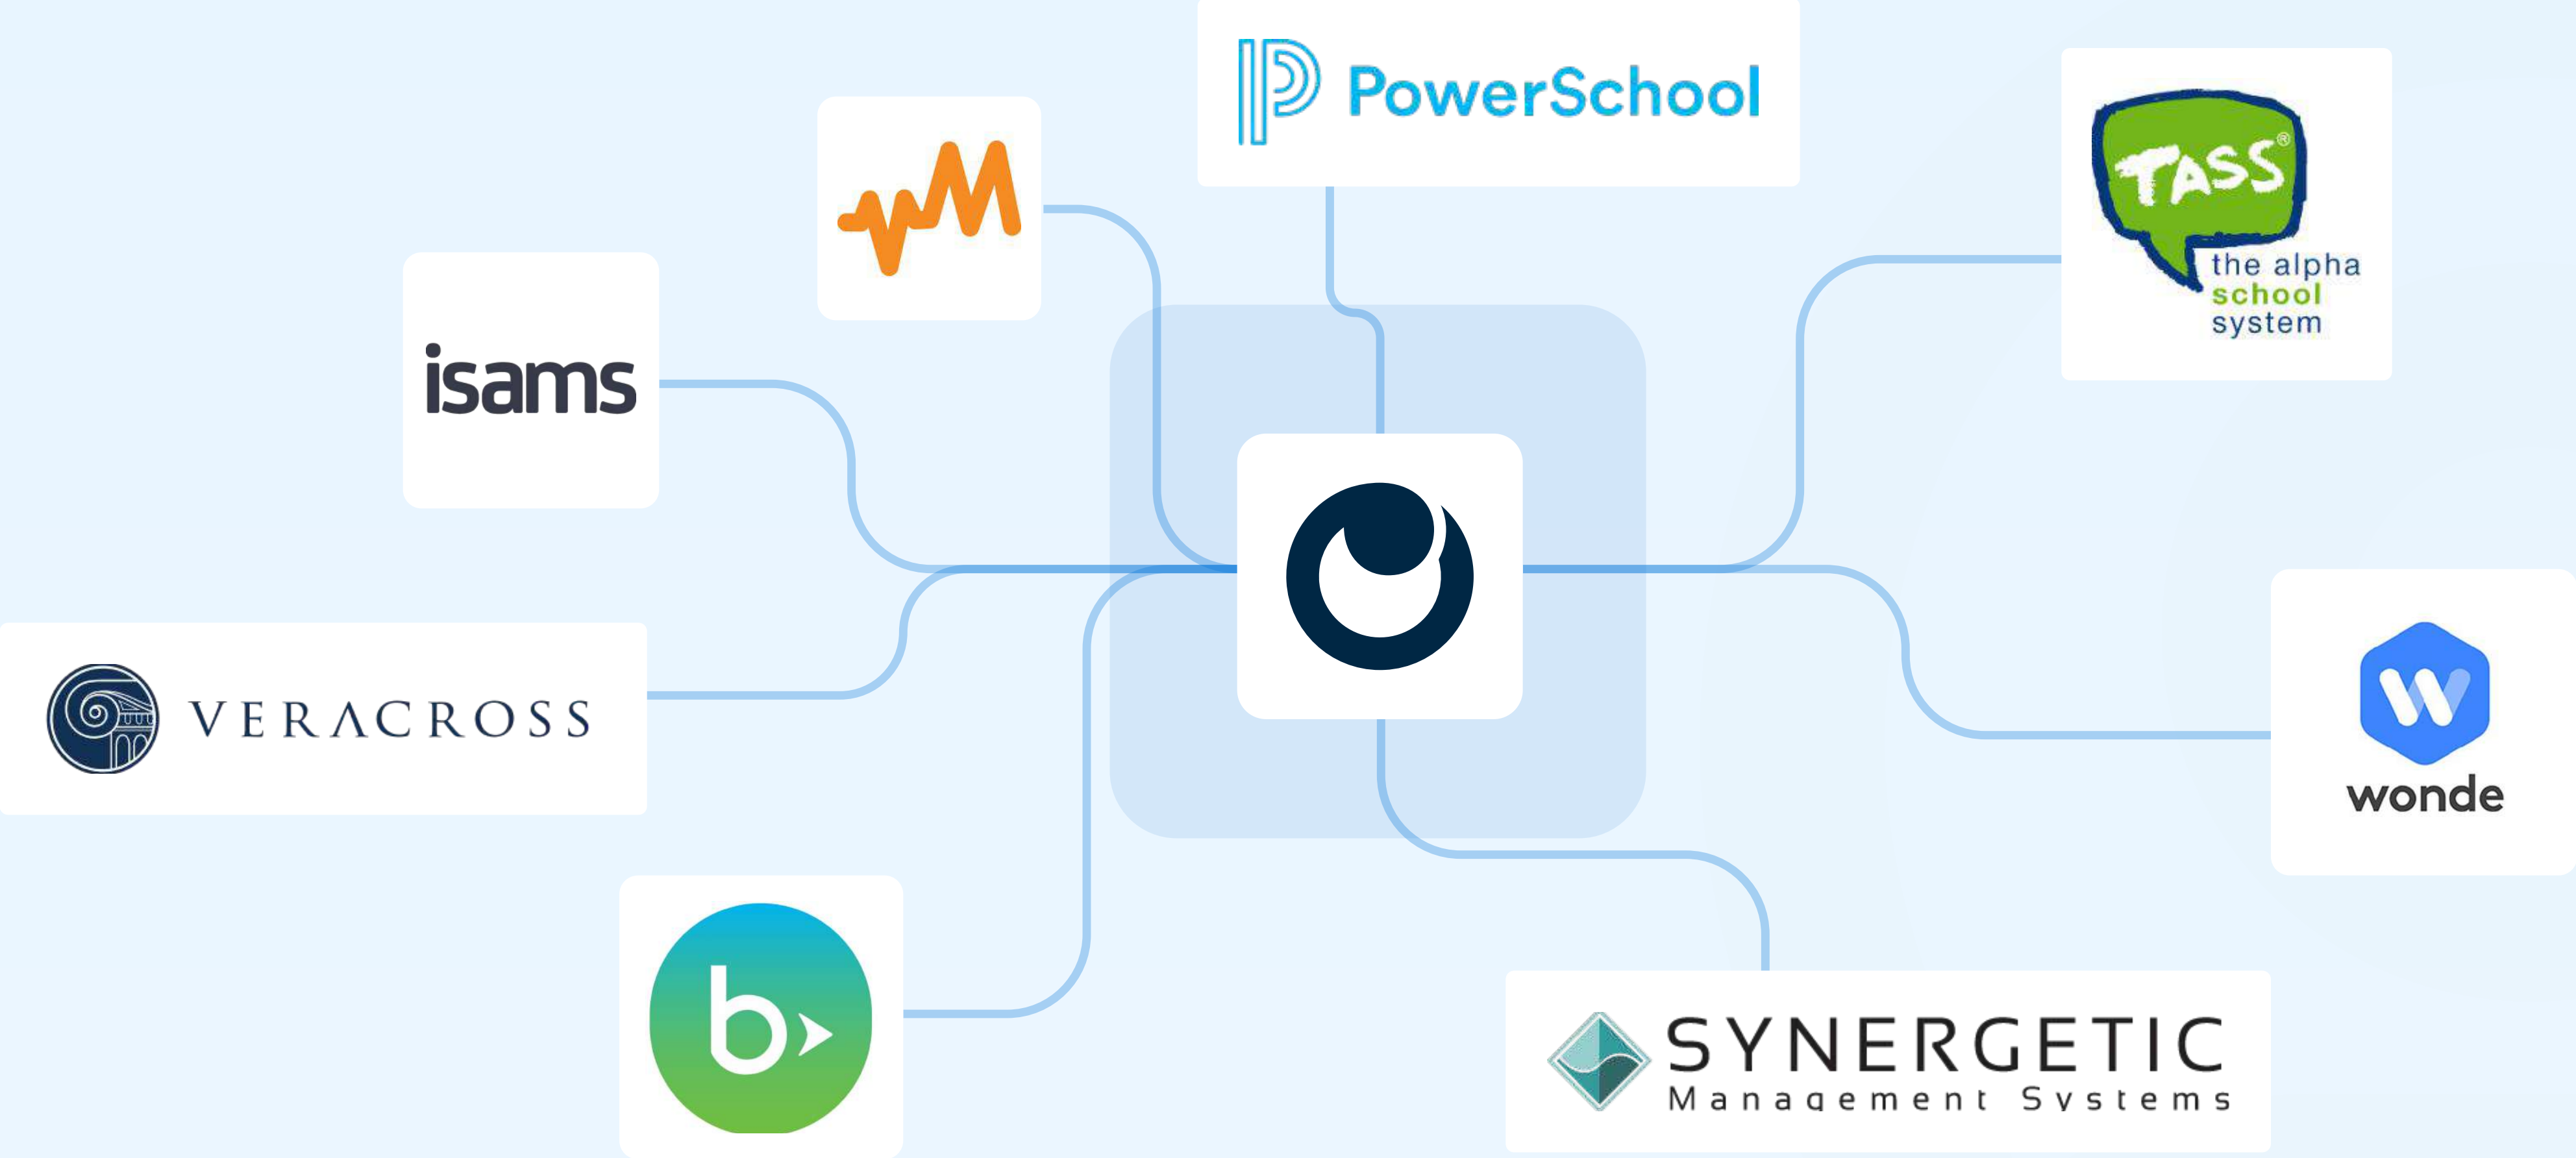 PowerSchool
TASS®
the alpha
school
system
isams
VERACROSS
wonde
b
SYNERGETIC
Management Systems